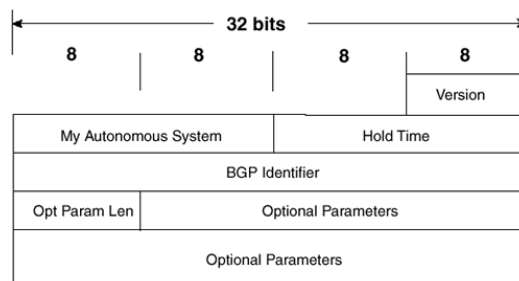 32 bits
8 8 8 8
Version
My Autonomous System Hold Time
BGP Identifier
Opt Param Len Optional Parameters
Optional Parameters